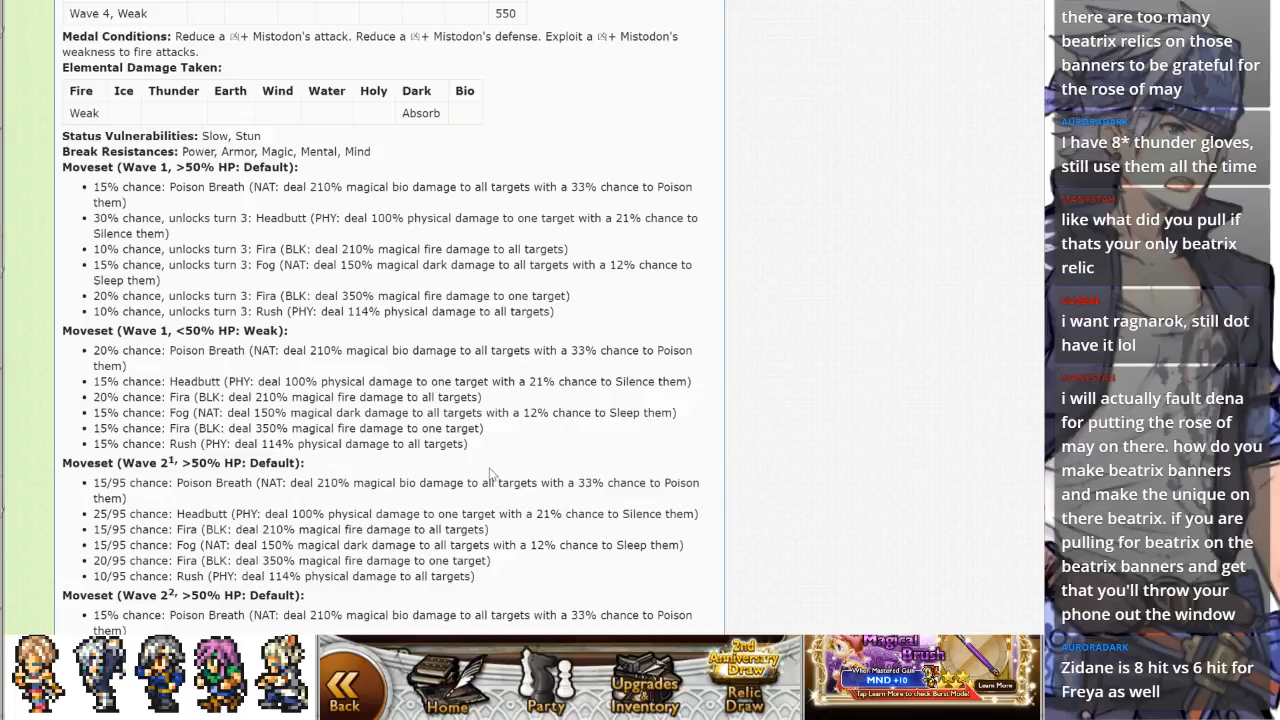 Wave 4, Weak 550
Medal Conditions: Reduce a + Mistodon's attack. Reduce a + Mistodon's defense. Exploit a + Mistodon's
weakness to fire attacks.
Elemental Damage Taken:
Fire Ice Thunder Earth Wind Water Holy Dark Bio
Weak Absorb
Status Vulnerabilities: Slow, Stun
Break Resistances: Power, Armor, Magic, Mental, Mind
Moveset (Wave 1, >50% HP: Default):
• 15% chance: Poison Breath (NAT: deal 210% magical bio damage to all targets with a 33% chance to Poison
them)
• 30% chance, unlocks turn 3: Headbutt (PHY: deal 100% physical damage to one target with a 21% chance to
Silence them)
• 10% chance, unlocks turn 3: Fira (BLK: deal 210% magical fire damage to all targets)
• 15% chance, unlocks turn 3: Fog (NAT: deal 150% magical dark damage to all targets with a 12% chance to
Sleep them)
• 20% chance, unlocks turn 3: Fira (BLK: deal 350% magical fire damage to one target)
• 10% chance, unlocks turn 3: Rush (PHY: deal 114% physical damage to all targets)
Moveset (Wave 1, <50% HP: Weak):
• 20% chance: Poison Breath (NAT: deal 210% magical bio damage to all targets with a 33% chance to Poison
them)
• 15% chance: Headbutt (PHY: deal 100% physical damage to one target with a 21% chance to Silence them)
• 20% chance: Fira (BLK: deal 210% magical fire damage to all targets)
• 15% chance: Fog (NAT: deal 150% magical dark damage to all targets with a 12% chance to Sleep them)
• 15% chance: Fira (BLK: deal 350% magical fire damage to one target)
• 15% chance: Rush (PHY: deal 114% physical damage to all targets)
Moveset (Wave 2¹, >50% HP: Default):
• 15/95 chance: Poison Breath (NAT: deal 210% magical bio damage to all targets with a 33% chance to Poison
them)
• 25/95 chance: Headbutt (PHY: deal 100% physical damage to one target with a 21% chance to Silence them)
• 15/95 chance: Fira (BLK: deal 210% magical fire damage to all targets)
• 15/95 chance: Fog (NAT: deal 150% magical dark damage to all targets with a 12% chance to Sleep them)
• 20/95 chance: Fira (BLK: deal 350% magical fire damage to one target)
• 10/95 chance: Rush (PHY: deal 114% physical damage to all targets)
Moveset (Wave 2², >50% HP: Default):
• 15% chance: Poison Breath (NAT: deal 210% magical bio damage to all targets with a 33% chance to Poison
them)
Back
Home
Party
Upgrades &
Inventory
2nd
Anniversary
Draw
Relic
Draw
Magical
Brush
When Mastered Gain
MND +10
Learn More
Tap Learn More to check Burst Mode!
there are too many
beatrix relics on those
banners to be grateful for
the rose of may
AURORADARK
I have 8* thunder gloves,
still use them all the time
MANYSTAH
like what did you pull if
thats your only beatrix
relic
i want ragnarok, still dot
have it lol
MANYSTAH
i will actually fault dena
for putting the rose of
may on there. how do you
make beatrix banners
and make the unique on
there beatrix. if you are
pulling for beatrix on the
beatrix banners and get
that you'll throw your
phone out the window
AURORADARK
Zidane is 8 hit vs 6 hit for
Freya as well